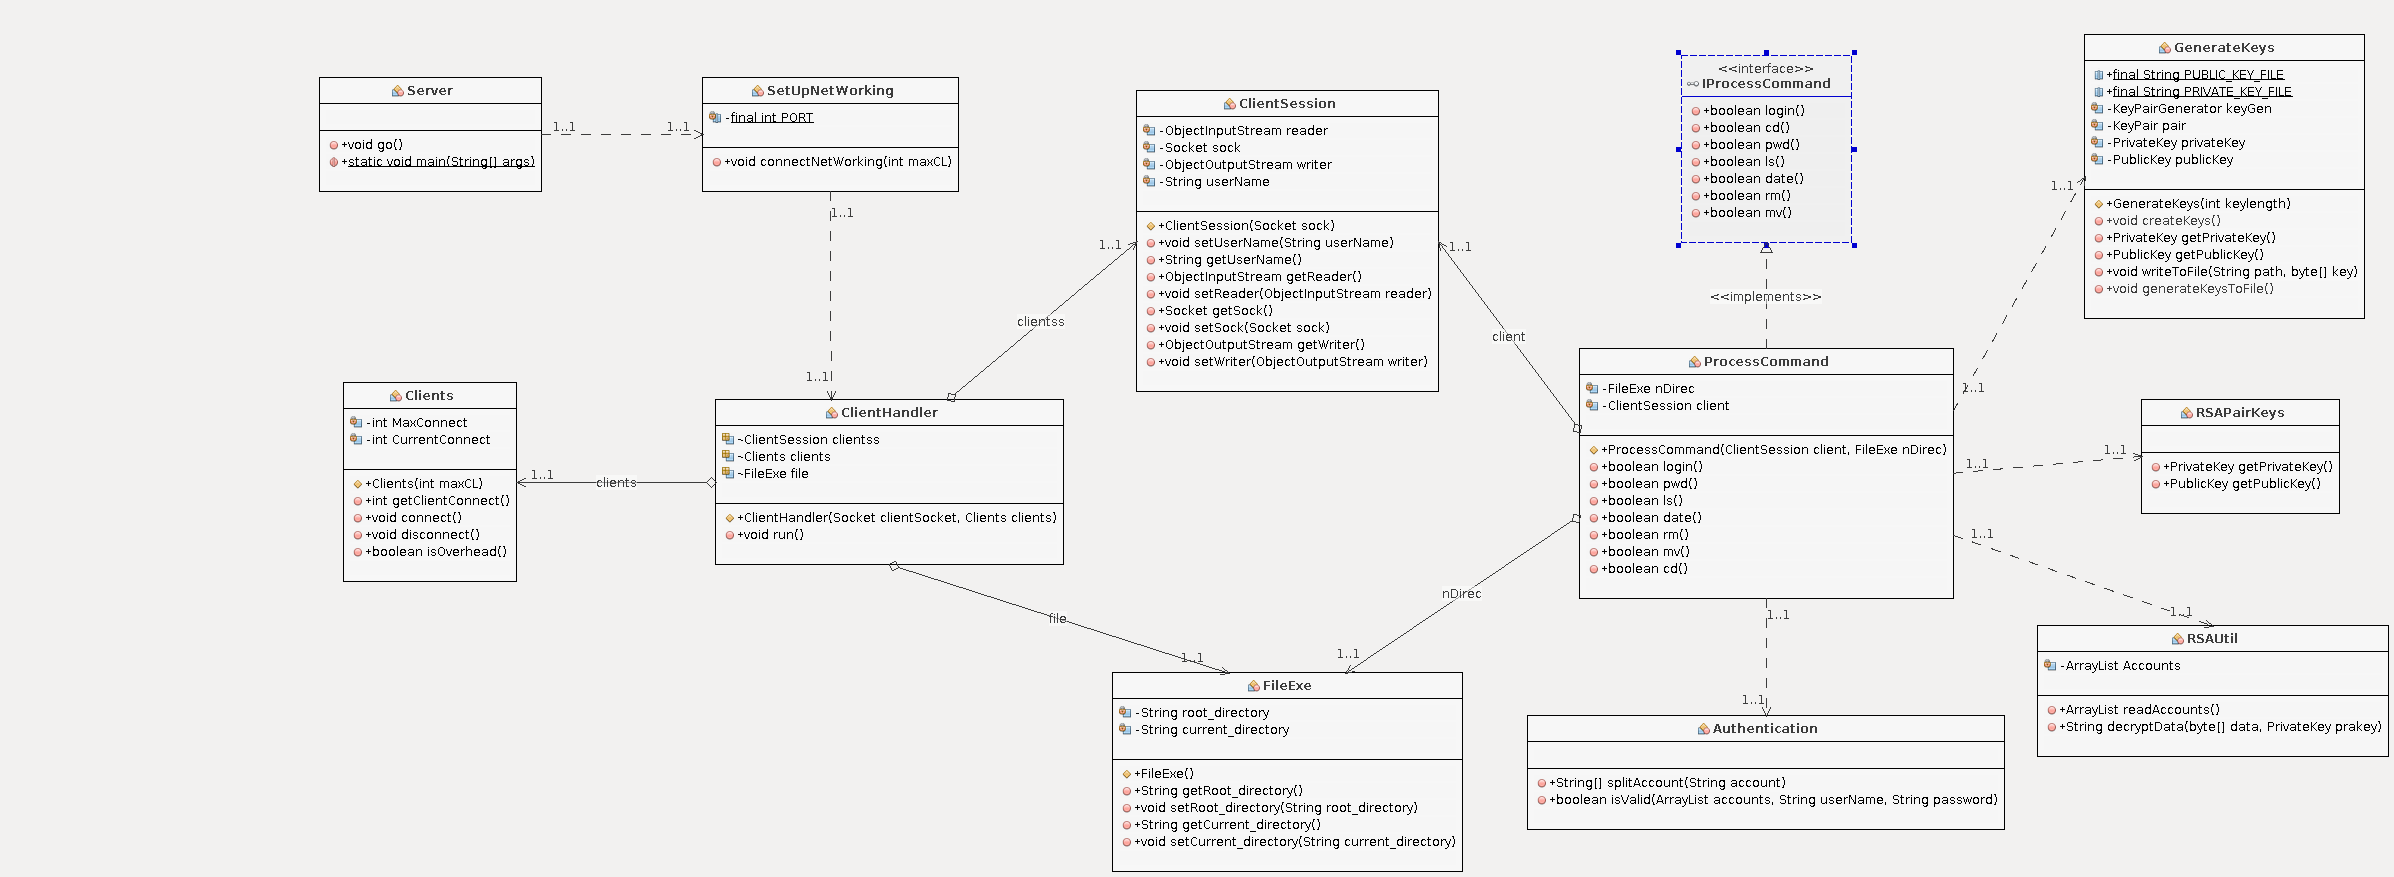 Server
+void go()
+static void main(String[] args)
1..1
1..1
SetUpNetWorking
-final int PORT
+void connectNetWorking(int maxCL)
1..1
1..1
ClientSession
-ObjectInputStream reader
-Socket sock
-ObjectOutputStream writer
-String userName
+ClientSession(Socket sock)
+void setUserName(String userName)
+String getUserName()
+ObjectInputStream getReader()
+void setReader(ObjectInputStream reader)
+Socket getSock()
+void setSock(Socket sock)
+ObjectOutputStream getWriter()
+void setWriter(ObjectOutputStream writer)
1..1
clientss
1..1
client
<<interface>>
IProcessCommand
+boolean login()
+boolean cd()
+boolean pwd()
+boolean ls()
+boolean date()
+boolean rm()
+boolean mv()
<<implements>>
GenerateKeys
+final String PUBLIC_KEY_FILE
+final String PRIVATE_KEY_FILE
-KeyPairGenerator keyGen
-KeyPair pair
-PrivateKey privateKey
-PublicKey publicKey
+GenerateKeys(int keylength)
+void createKeys()
+PrivateKey getPrivateKey()
+PublicKey getPublicKey()
+void writeToFile(String path, byte[] key)
+void generateKeysToFile()
1..1
1..1
Clients
-int MaxConnect
-int CurrentConnect
+Clients(int maxCL)
+int getClientConnect()
+void connect()
+void disconnect()
+boolean isOverhead()
1..1
clients
ClientHandler
~ClientSession clientss
~Clients clients
~FileExe file
+ClientHandler(Socket clientSocket, Clients clients)
+void run()
file
1..1
ProcessCommand
-FileExe nDirec
-ClientSession client
+ProcessCommand(ClientSession client, FileExe nDirec)
+boolean login()
+boolean pwd()
+boolean ls()
+boolean date()
+boolean rm()
+boolean mv()
+boolean cd()
nDirec
1..1
1..1
1..1
RSAPairKeys
+PrivateKey getPrivateKey()
+PublicKey getPublicKey()
1..1
1..1
RSAUtil
-ArrayList Accounts
+ArrayList readAccounts()
+String decryptData(byte[] data, PrivateKey prakey)
1..1
1..1
FileExe
-String root_directory
-String current_directory
+FileExe()
+String getRoot_directory()
+void setRoot_directory(String root_directory)
+String getCurrent_directory()
+void setCurrent_directory(String current_directory)
Authentication
+String[] splitAccount(String account)
+boolean isValid(ArrayList accounts, String userName, String password)